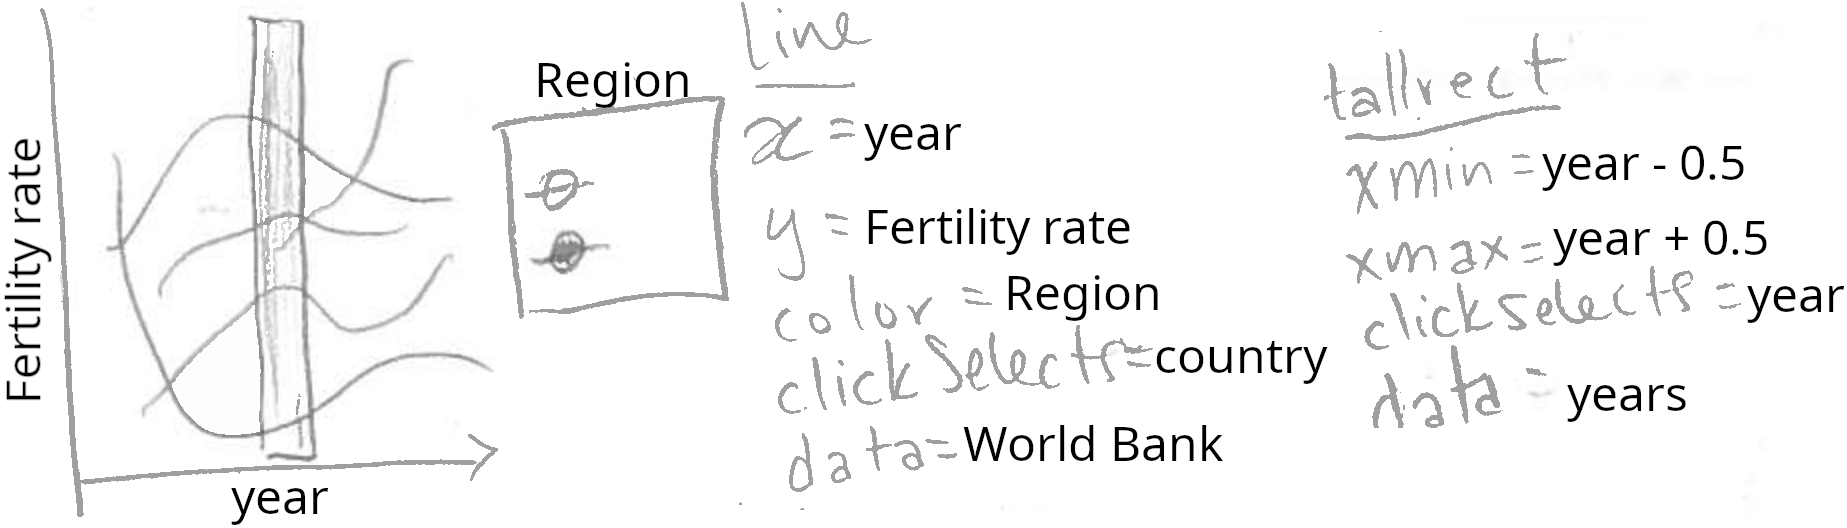 Fertility rate
year
Region
line
x = year
y = Fertility rate
color = Region
clickSelects=country
data=World Bank
tallrect
xmin = year - 0.5
xmax = year + 0.5
clickSelects = year
data = years